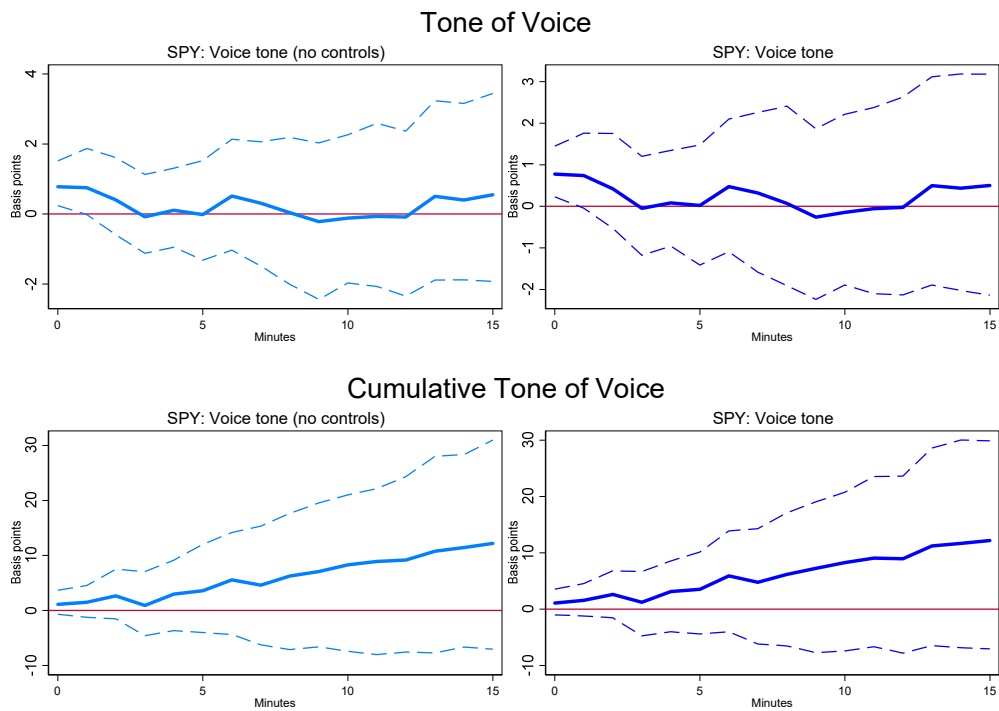 Tone of Voice
SPY: Voice tone (no controls)
Basis points
4
2
0
-2
0 5 10 15
Minutes
SPY: Voice tone
Basis points
3
2
1
0
-1
-2
0 5 10 15
Minutes
Cumulative Tone of Voice
SPY: Voice tone (no controls)
Basis points
30
20
10
0
-10
0 5 10 15
Minutes
SPY: Voice tone
Basis points
30
20
10
0
-10
0 5 10 15
Minutes